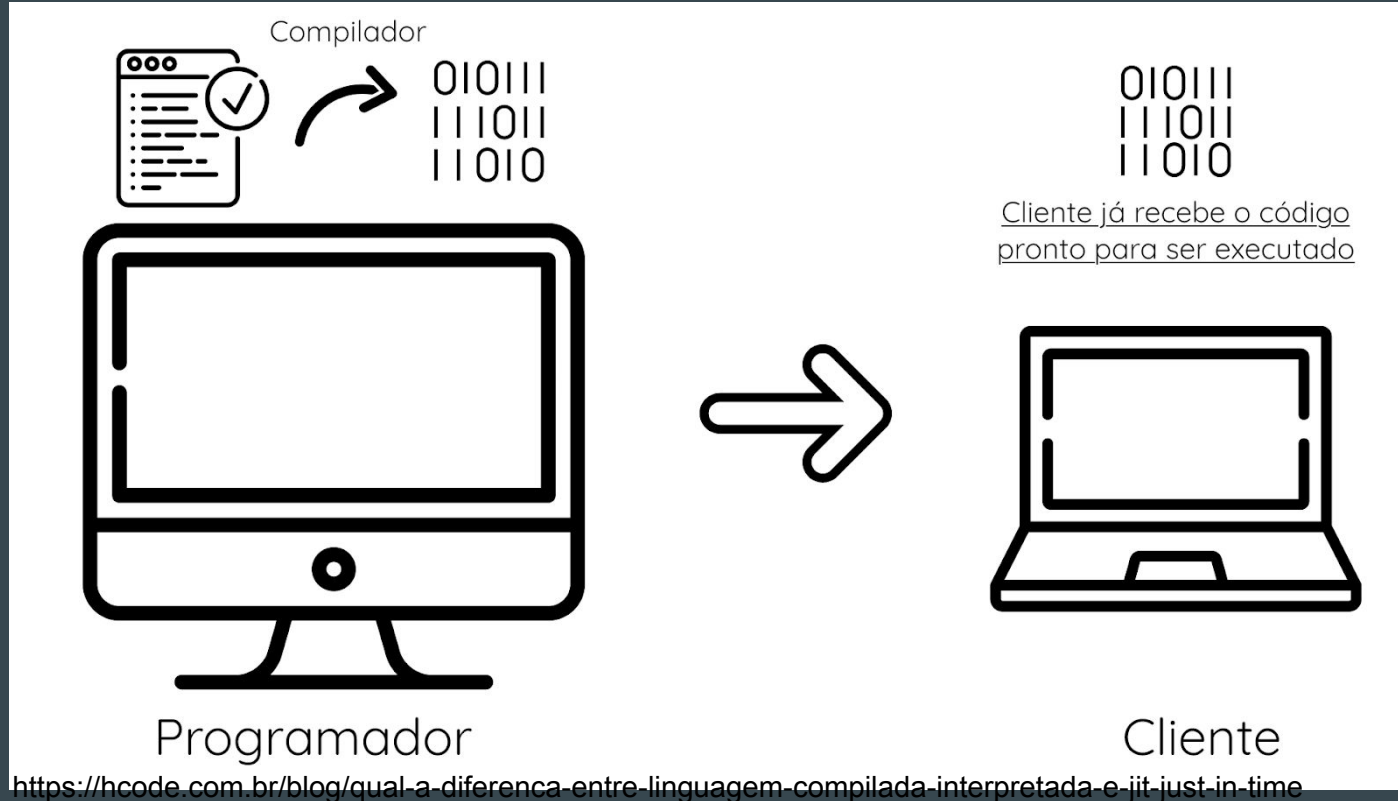 Compilador
010111
111011
11010
010111
111011
11010
Cliente já recebe o código
pronto para ser executado
Programador
Cliente
https://hcode.com.br/blog/qual-a-diferenca-entre-linguagem-compilada-interpretada-e-jit-just-in-time